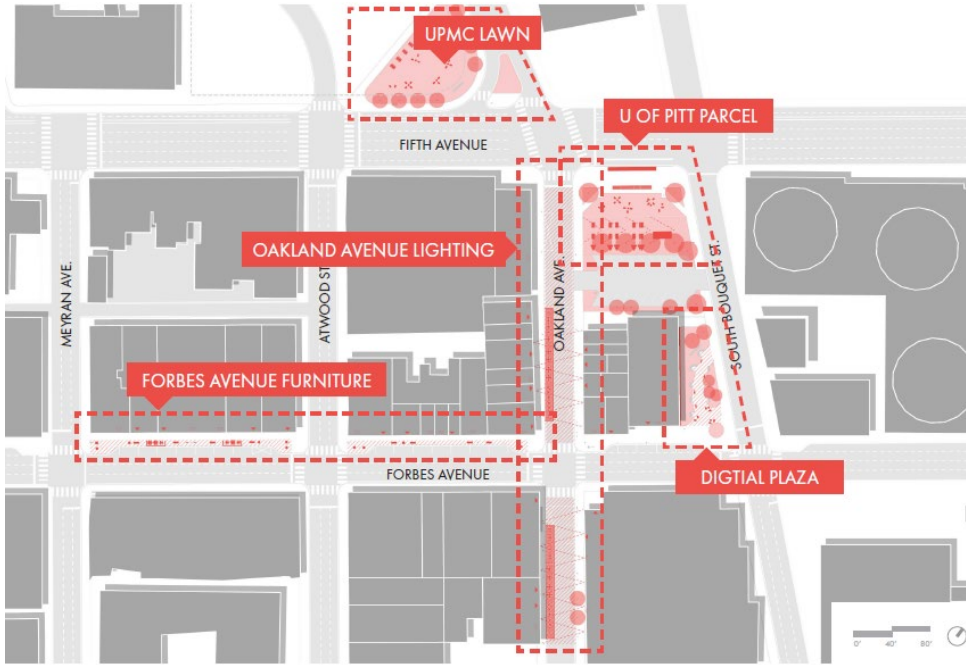 UPMC LAWN
U OF PITT PARCEL
FIFTH AVENUE
OAKLAND AVENUE LIGHTING
MEYRAN AVE.
ATWOOD ST.
OAKLAND AVE.
SOUTH BOUQUET ST.
FORBES AVENUE FURNITURE
FORBES AVENUE
DIGTIAL PLAZA
0' 40' 80'